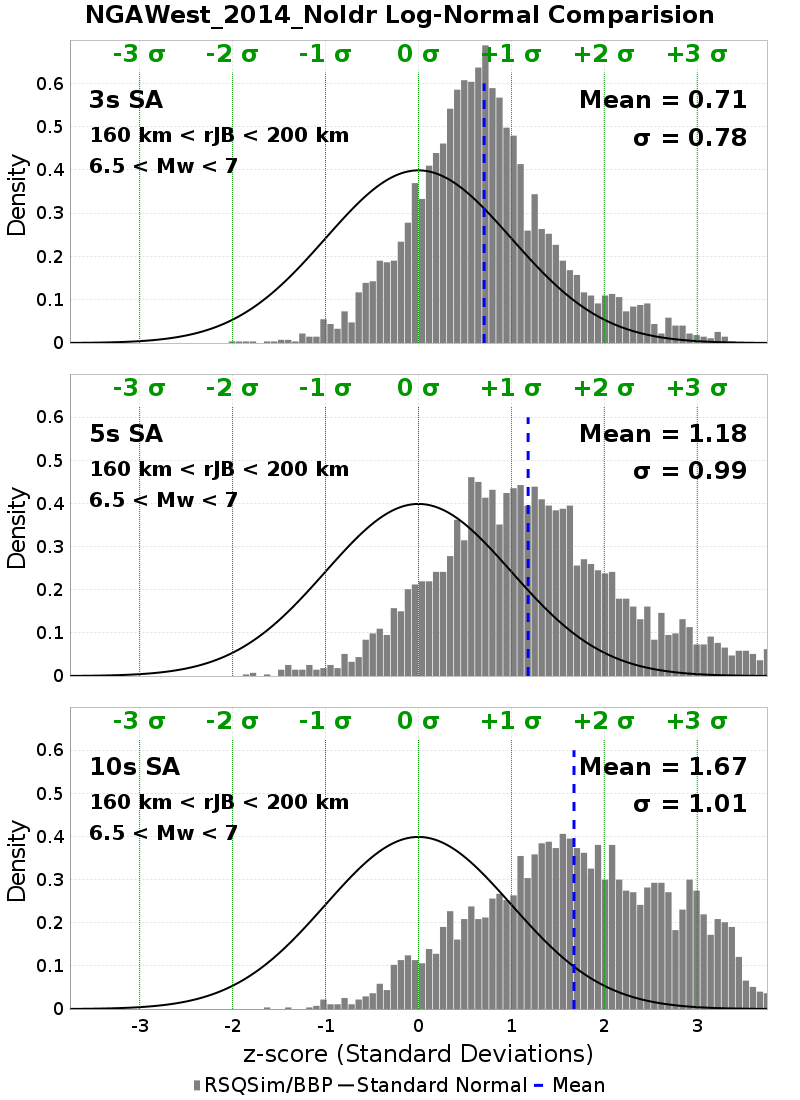 NGAWest_2014_NoIdr Log-Normal Comparision
-3 σ -2 σ -1 σ 0 σ +1 σ +2 σ +3 σ
3s SA
Mean = 0.71
160 km < rJB < 200 km
σ = 0.78
6.5 < Mw < 7
Density
0.6
0.5
0.4
0.3
0.2
0.1
0
-3 σ -2 σ -1 σ 0 σ +1 σ +2 σ +3 σ
5s SA
Mean = 1.18
160 km < rJB < 200 km
σ = 0.99
6.5 < Mw < 7
Density
0.6
0.5
0.4
0.3
0.2
0.1
0
-3 σ -2 σ -1 σ 0 σ +1 σ +2 σ +3 σ
10s SA
Mean = 1.67
160 km < rJB < 200 km
σ = 1.01
6.5 < Mw < 7
Density
0.6
0.5
0.4
0.3
0.2
0.1
0
-3 -2 -1 0 1 2 3
z-score (Standard Deviations)
RSQSim/BBP Standard Normal Mean